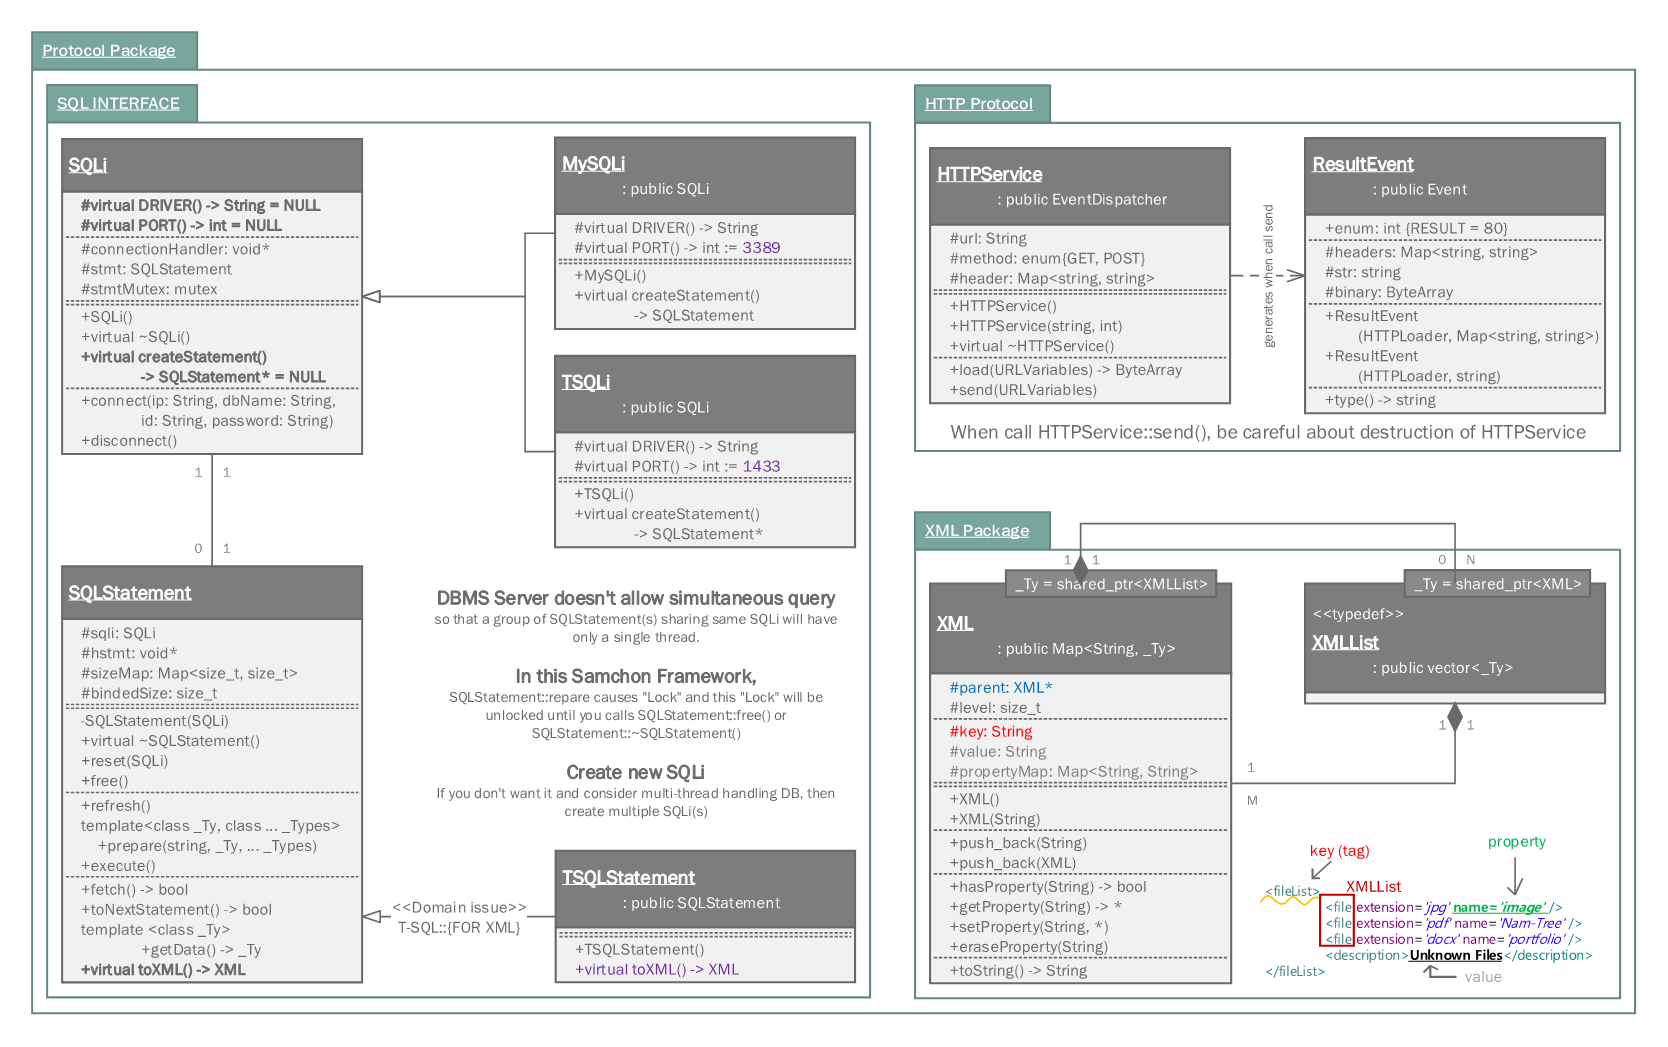 Protocol Package
SQL INTERFACE
SQLi
#virtual DRIVER() -> String = NULL
#virtual PORT() -> int = NULL
#connectionHandler: void*
#stmt: SQLStatement
#stmtMutex: mutex
+SQLi()
+virtual ~SQLi()
+virtual createStatement()
-> SQLStatement* = NULL
+connect(ip: String, dbName: String,
id: String, password: String)
+disconnect()
1 1
0 1
SQLStatement
#sqli: SQLi
#hstmt: void*
#sizeMap: Map<size_t, size_t>
#bindedSize: size_t
-SQLStatement(SQLi)
+virtual ~SQLStatement()
+reset(SQLi)
+free()
+refresh()
template<class _Ty, class ... _Types>
+prepare(string, _Ty, ... _Types)
+execute()
+fetch() -> bool
+toNextStatement() -> bool
template <class _Ty>
+getData() -> _Ty
+virtual toXML() -> XML
MySQLi
: public SQLi
#virtual DRIVER() -> String
#virtual PORT() -> int := 3389
+MySQLi()
+virtual createStatement()
-> SQLStatement
TSQLi
: public SQLi
#virtual DRIVER() -> String
#virtual PORT() -> int := 1433
+TSQLi()
+virtual createStatement()
-> SQLStatement*
DBMS Server doesn't allow simultaneous query
so that a group of SQLStatement(s) sharing same SQLi will have
only a single thread.
In this Samchon Framework,
SQLStatement::repare causes "Lock" and this "Lock" will be
unlocked until you calls SQLStatement::free() or
SQLStatement::~SQLStatement()
Create new SQLi
If you don't want it and consider multi-thread handling DB, then
create multiple SQLi(s)
<<Domain issue>>
T-SQL::{FOR XML}
TSQLStatement
: public SQLStatement
+TSQLStatement()
+virtual toXML() -> XML
HTTP Protocol
HTTPService
: public EventDispatcher
#url: String
#method: enum{GET, POST}
#header: Map<string, string>
+HTTPService()
+HTTPService(string, int)
+virtual ~HTTPService()
+load(URLVariables) -> ByteArray
+send(URLVariables)
generates when call send
ResultEvent
: public Event
+enum: int {RESULT = 80}
#headers: Map<string, string>
#str: string
#binary: ByteArray
+ResultEvent
(HTTPLoader, Map<string, string>)
+ResultEvent
(HTTPLoader, string)
+type() -> string
When call HTTPService::send(), be careful about destruction of HTTPService
XML Package
1 1
0 N
_Ty = shared_ptr<XMLList>
XML
: public Map<String, _Ty>
#parent: XML*
#level: size_t
#key: String
#value: String
#propertyMap: Map<String, String>
+XML()
+XML(String)
+push_back(String)
+push_back(XML)
+hasProperty(String) -> bool
+getProperty(String) -> *
+setProperty(String, *)
+eraseProperty(String)
+toString() -> String
_Ty = shared_ptr<XML>
<<typedef>>
XMLList
: public vector<_Ty>
1 1
1
M
property
key (tag)
XMLList
<fileList>
<file extension='jpg' name='image' />
<file extension='pdf' name='Nam-Tree' />
<file extension='docx' name='portfolio' />
<description>Unknown Files</description>
</fileList>
value